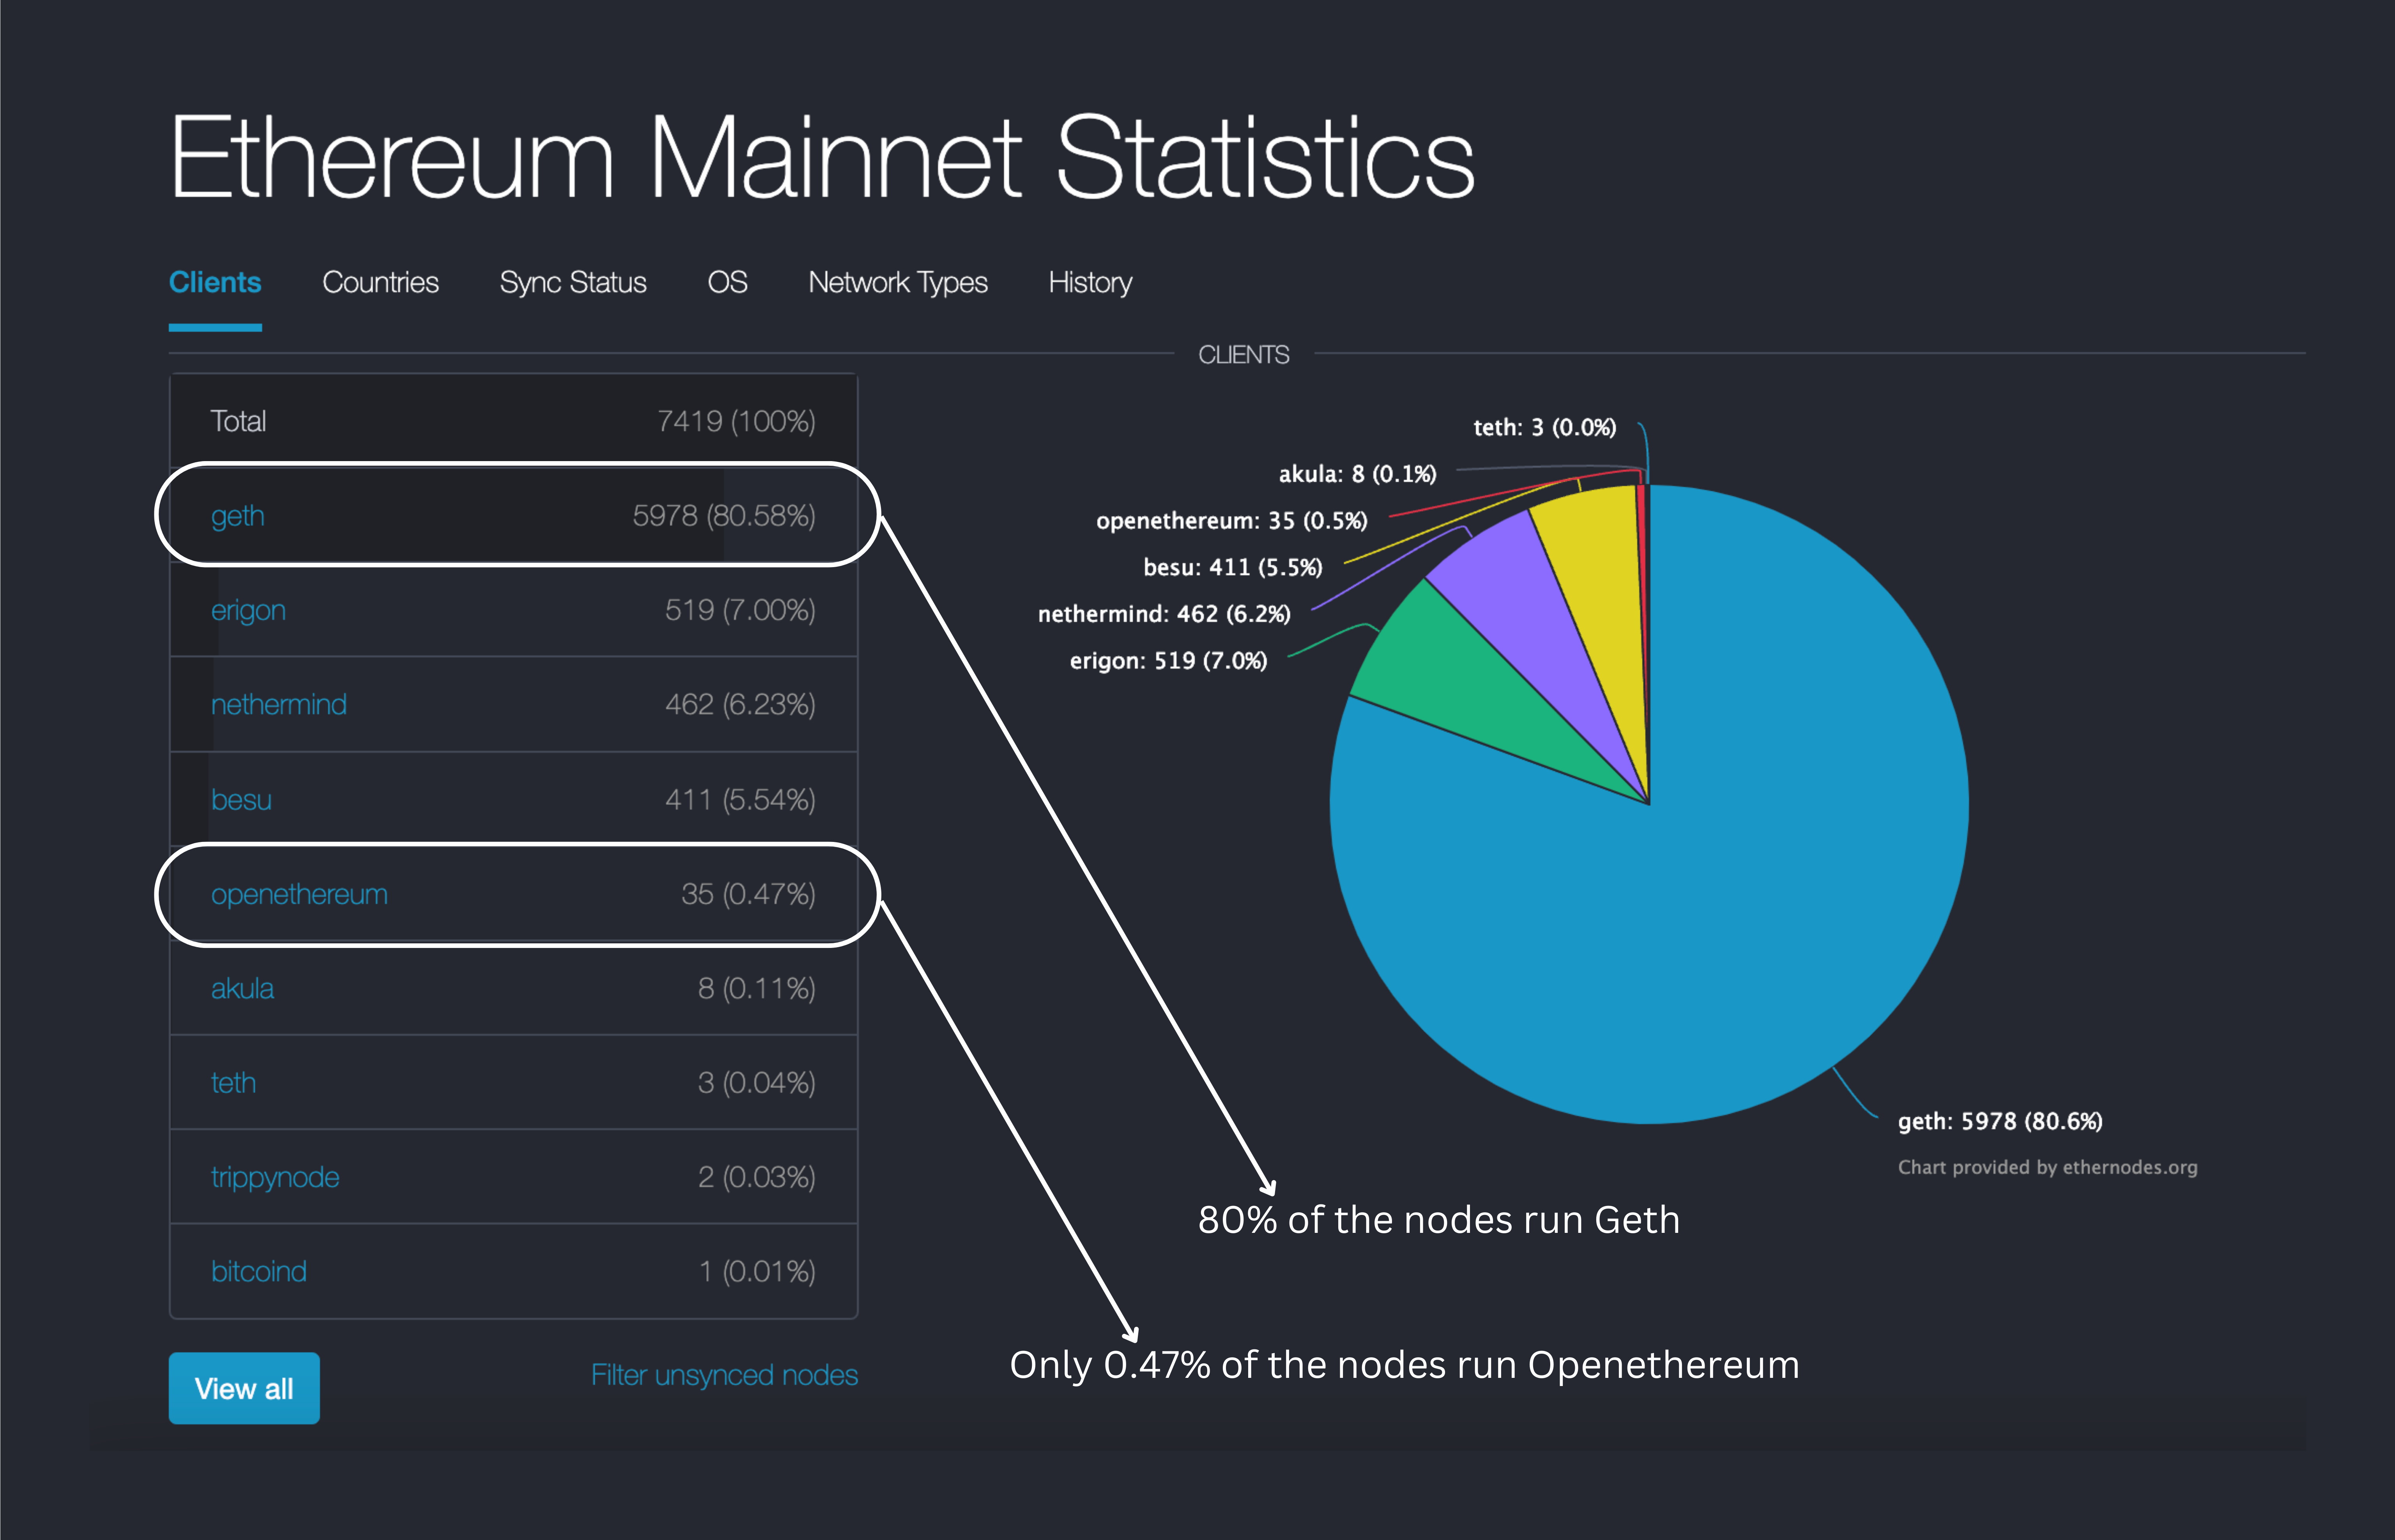 Ethereum Mainnet Statistics
Clients Countries Sync Status OS Network Types History
CLIENTS
Total 7419 (100%)
geth 5978 (80.58%)
erigon 519 (7.00%)
nethermind 462 (6.23%)
besu 411 (5.54%)
openethereum 35 (0.47%)
akula 8 (0.11%)
teth 3 (0.04%)
trippynode 2 (0.03%)
bitcoind 1 (0.01%)
View all
Filter unsynced nodes
teth: 3 (0.0%)
akula: 8 (0.1%)
openethereum: 35 (0.5%)
besu: 411 (5.5%)
nethermind: 462 (6.2%)
erigon: 519 (7.0%)
geth: 5978 (80.6%)
Chart provided by ethernodes.org
80% of the nodes run Geth
Only 0.47% of the nodes run Openethereum